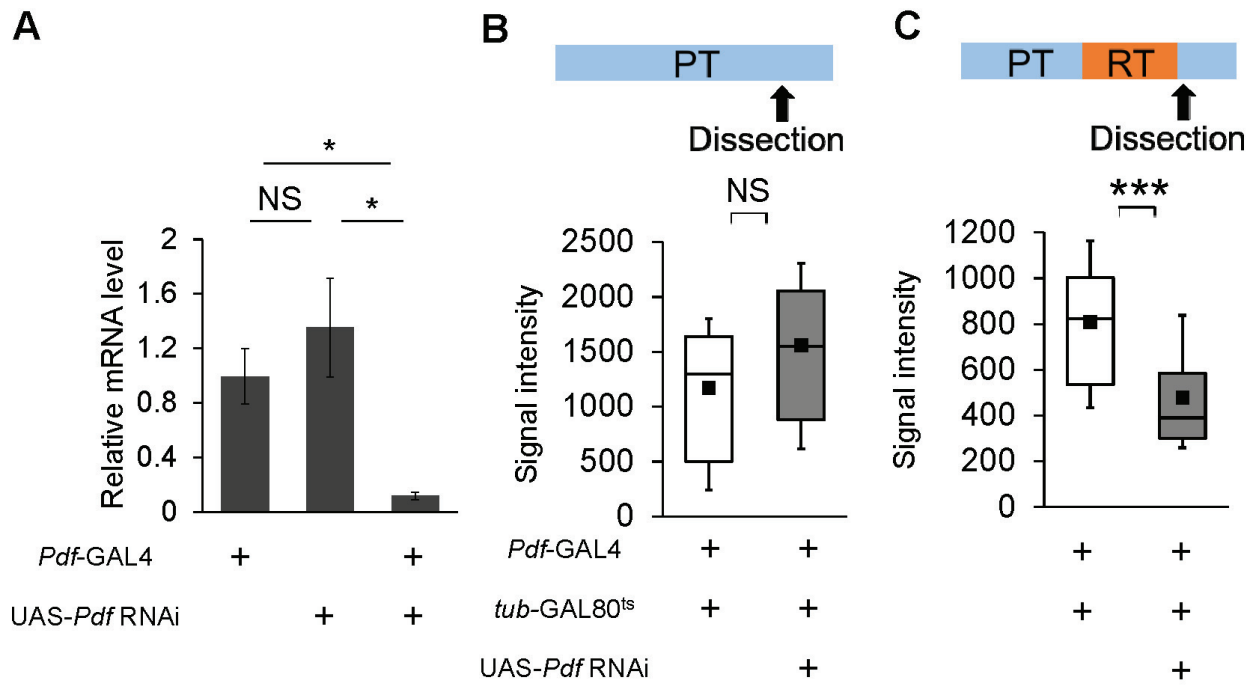 A
*
NS
*
Relative mRNA level
2
1.6
1.2
0.8
0.4
0
Pdf-GAL4
+
+
UAS-Pdf RNAi
+
+
B
PT
Dissection
NS
Signal intensity
2500
2000
1500
1000
500
0
Pdf-GAL4
+
+
tub-GAL80ts
+
+
UAS-Pdf RNAi
+
C
PT RT
Dissection
***
Signal intensity
1200
1000
800
600
400
200
0
+
+
+
+
+